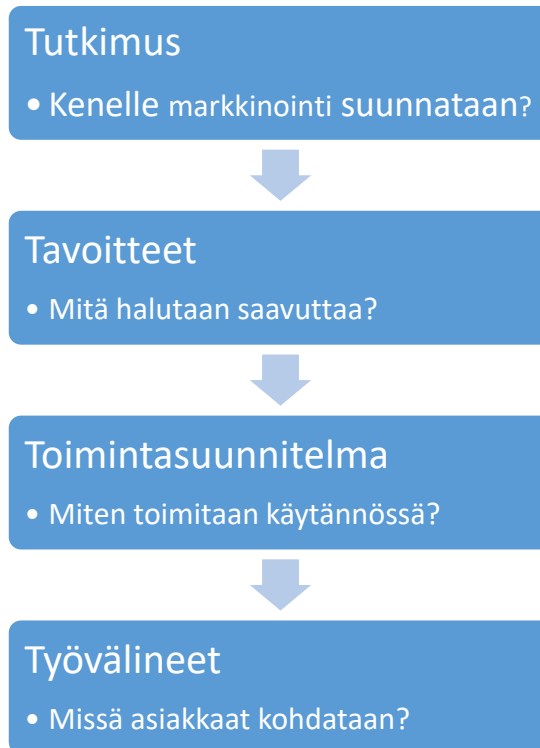 Tutkimus
• Kenelle markkinointi suunnataan?
Tavoitteet
• Mitä halutaan saavuttaa?
Toimintasuunnitelma
• Miten toimitaan käytännössä?
Työvälineet
• Missä asiakkaat kohdataan?